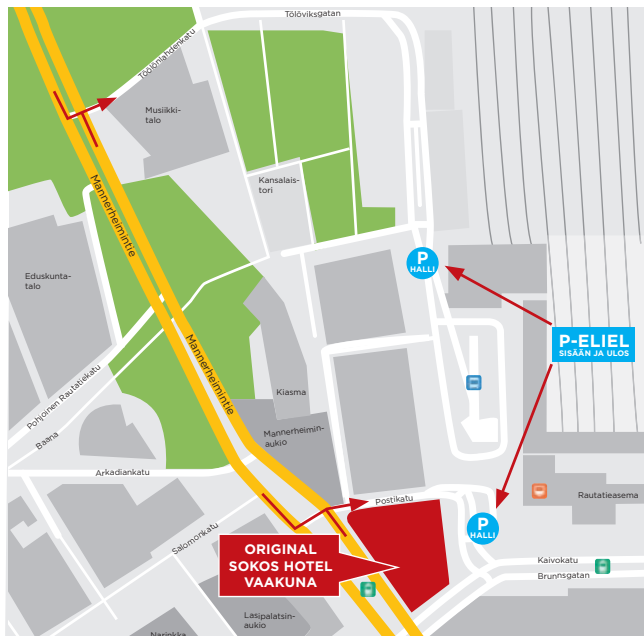 Tölöviksgatan
Töölönlahdenkatu
Musiikki-
talo
Kansalais-
tori
Mannerheimintie
Eduskunta-
talo
P
HALLI
P-ELIEL
SISÄÄN JA ULOS
Mannerheimintie
Kiasma
Pohjoinen Rautatiekatu
Baana
Mannerheimin-
aukio
Arkadiankatu
Postikatu
Rautatieasema
P
HALLI
Salomonkatu
ORIGINAL
SOKOS HOTEL
VAAKUNA
Kaivokatu
Brunnsgatan
Lasipalatsin-
aukio
Narinkka